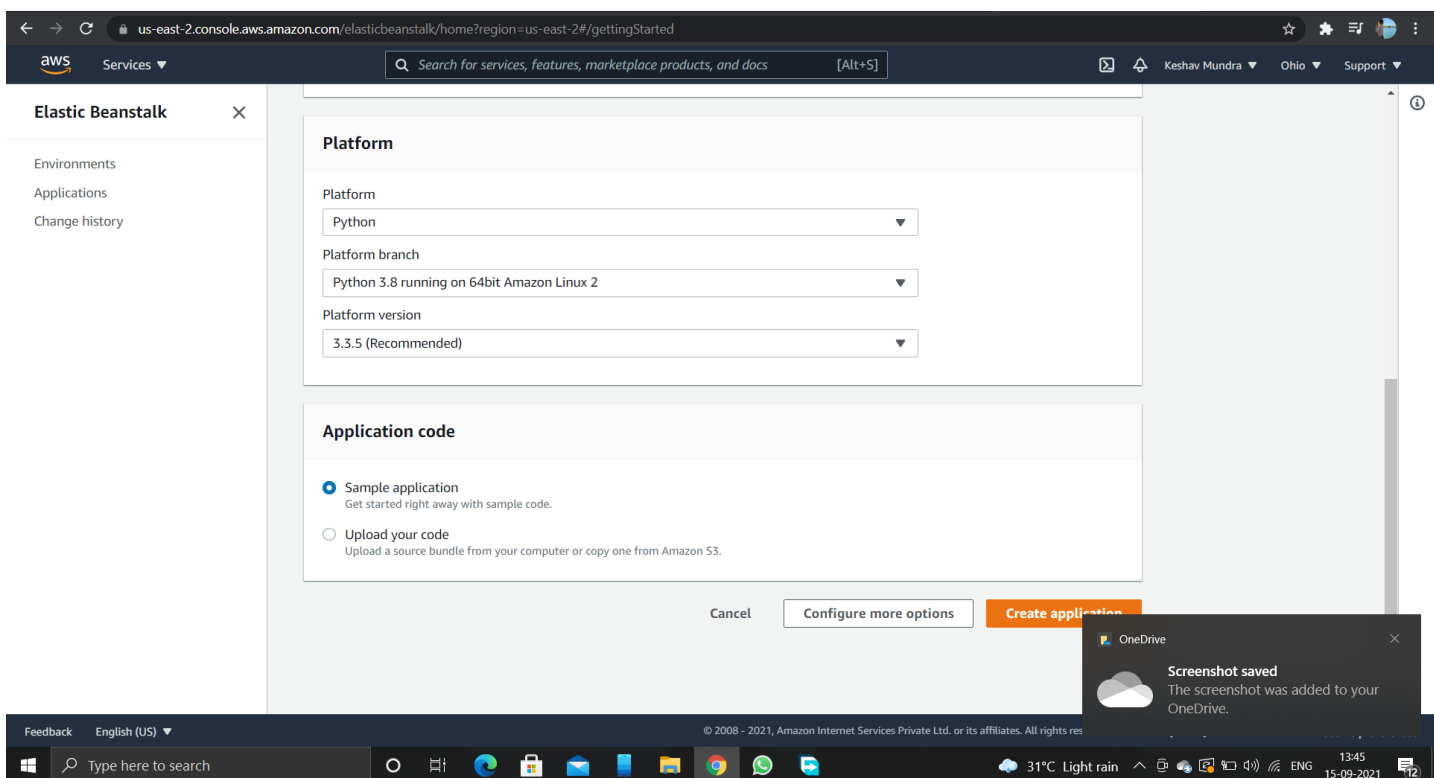 us-east-2.console.aws.amazon.com/elasticbeanstalk/home?region=us-east-2#/gettingStarted
aws
Services ▼
Search for services, features, marketplace products, and docs
[Alt+S]
Keshav Mundra ▼
Ohio ▼
Support ▼
Elastic Beanstalk
Environments
Applications
Change history
Platform
Platform
Python
Platform branch
Python 3.8 running on 64bit Amazon Linux 2
Platform version
3.3.5 (Recommended)
Application code
Sample application
Get started right away with sample code.
Upload your code
Upload a source bundle from your computer or copy one from Amazon S3.
Cancel
Configure more options
Create application
OneDrive
Screenshot saved
The screenshot was added to your
OneDrive.
Feedback
English (US) ▼
© 2008 - 2021, Amazon Internet Services Private Ltd. or its affiliates. All rights res
Type here to search
31°C Light rain
ENG
13:45
15-09-2021
12